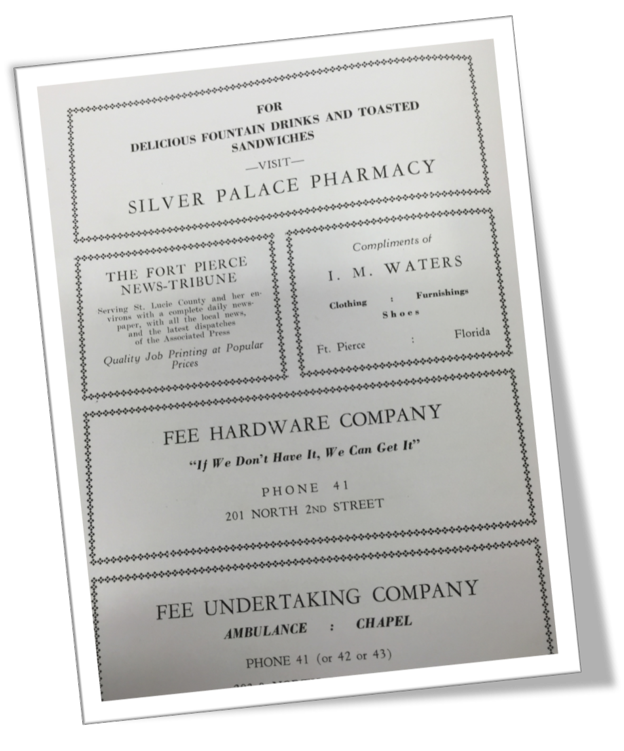 FOR
DELICIOUS FOUNTAIN DRINKS AND TOASTED
SANDWICHES
—VISIT—
SILVER PALACE PHARMACY
THE FORT PIERCE
NEWS-TRIBUNE
Serving St. Lucie County and her en-
virons with a complete daily news-
paper, with all the local news,
and the latest dispatches
of the Associated Press
Quality Job Printing at Popular
Prices
Compliments of
I. M. WATERS
Clothing : Furnishings
Shoes
Ft. Pierce : Florida
FEE HARDWARE COMPANY
"If We Don't Have It, We Can Get It"
PHONE 41
201 NORTH 2ND STREET
FEE UNDERTAKING COMPANY
AMBULANCE : CHAPEL
PHONE 41 (or 42 or 43)